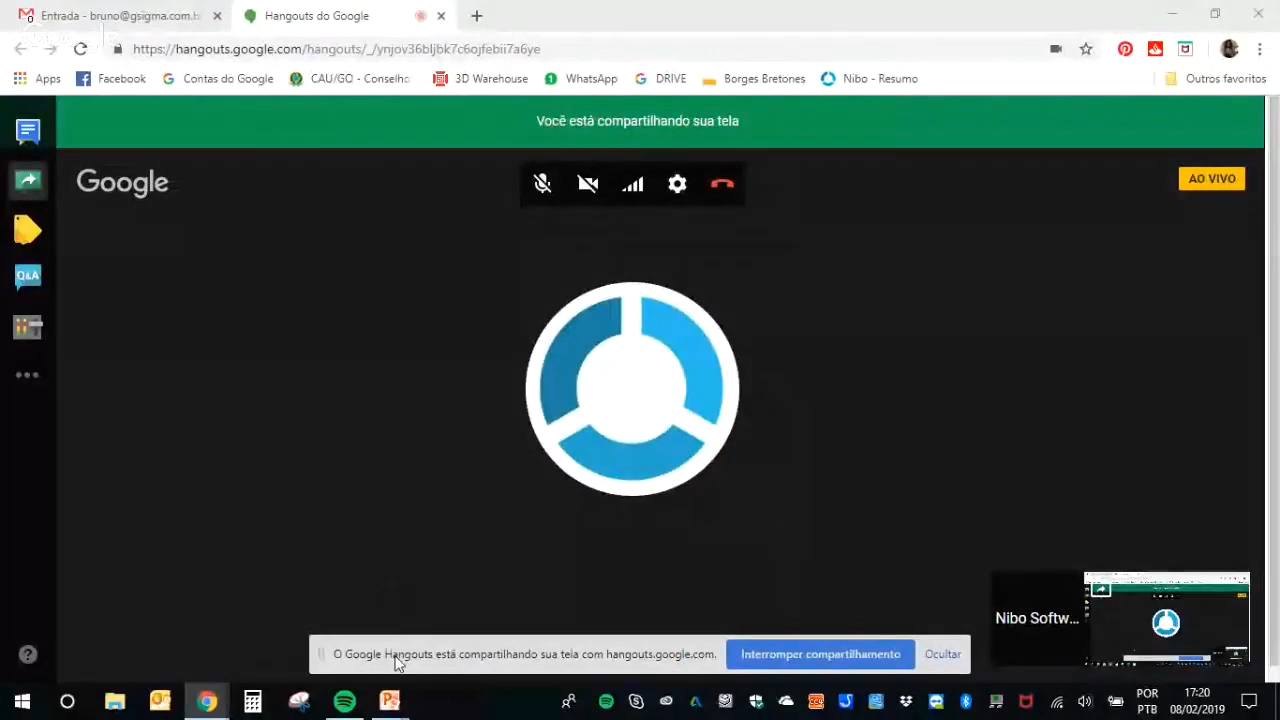 Entrada - bruno@gsigma.com.b
Hangouts do Google
https://hangouts.google.com/hangouts/_/ynjov36bljbk7c6ojfebii7a6ye
Apps
Facebook
Contas do Google
CAU/GO - Conselho
3D Warehouse
WhatsApp
DRIVE
Borges Bretones
Nibo - Resumo
Outros favoritos
Você está compartilhando sua tela
Google
AO VIVO
Q&A
Nibo Softw...
O Google Hangouts está compartilhando sua tela com hangouts.google.com.
Interromper compartilhamento
Ocultar
POR
PTB
17:20
08/02/2019